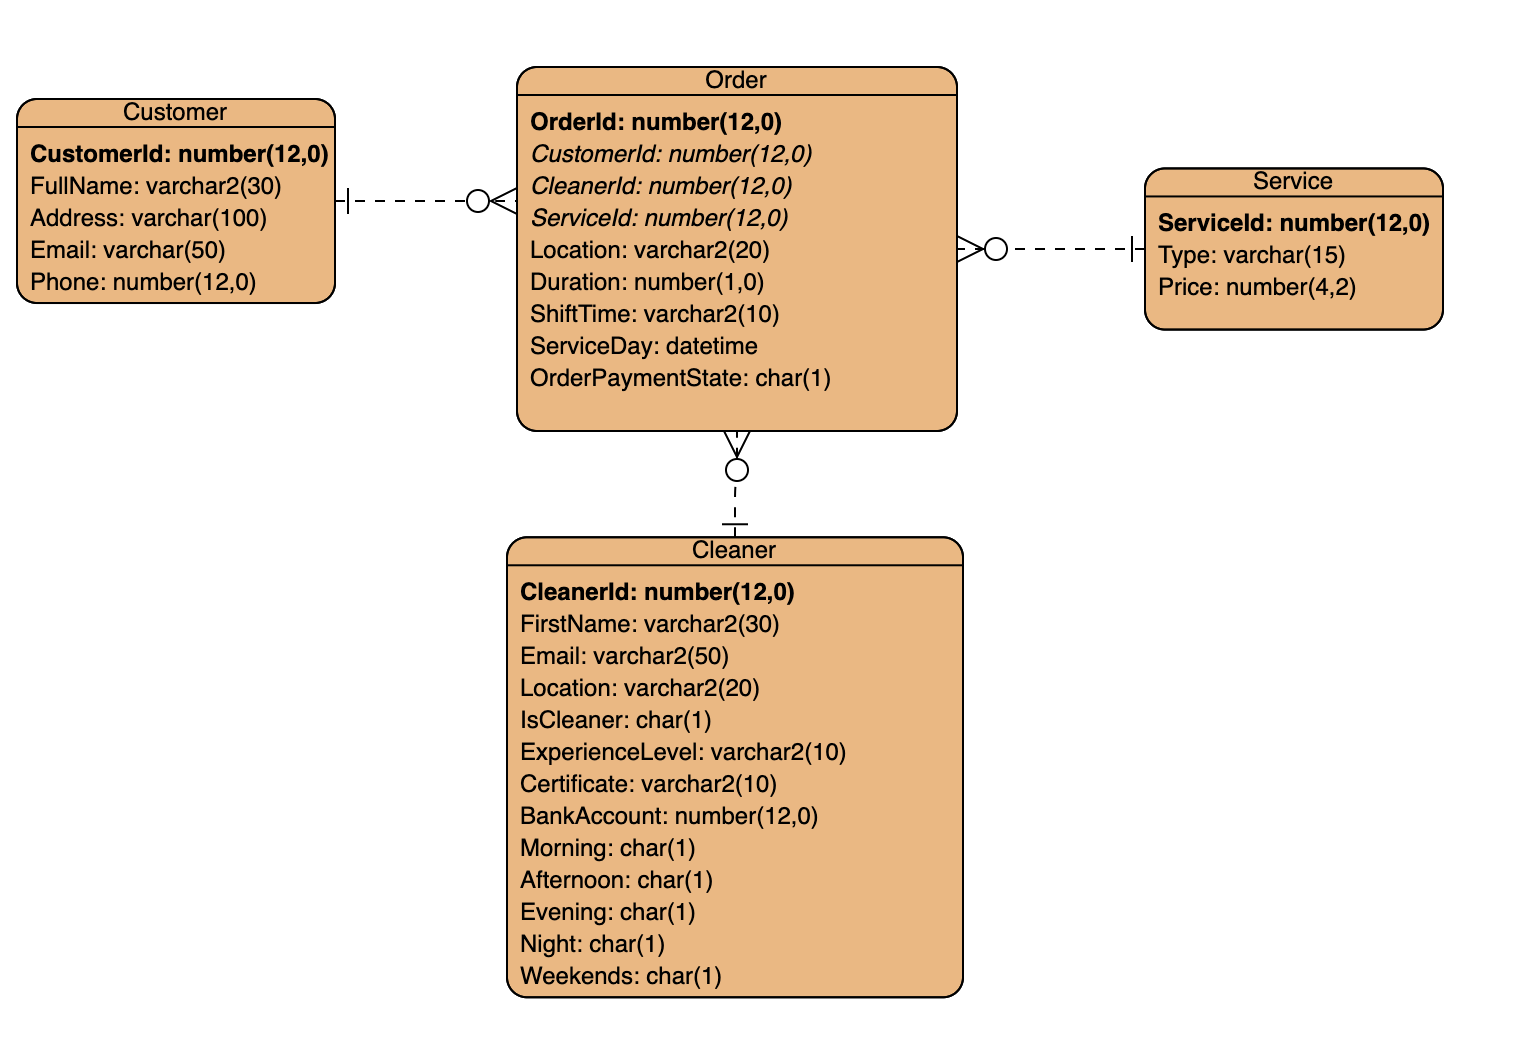 Customer
CustomerId: number(12,0)
FullName: varchar2(30)
Address: varchar(100)
Email: varchar(50)
Phone: number(12,0)
Order
OrderId: number(12,0)
CustomerId: number(12,0)
CleanerId: number(12,0)
ServiceId: number(12,0)
Location: varchar2(20)
Duration: number(1,0)
ShiftTime: varchar2(10)
ServiceDay: datetime
OrderPaymentState: char(1)
Service
ServiceId: number(12,0)
Type: varchar(15)
Price: number(4,2)
Cleaner
CleanerId: number(12,0)
FirstName: varchar2(30)
Email: varchar2(50)
Location: varchar2(20)
IsCleaner: char(1)
ExperienceLevel: varchar2(10)
Certificate: varchar2(10)
BankAccount: number(12,0)
Morning: char(1)
Afternoon: char(1)
Evening: char(1)
Night: char(1)
Weekends: char(1)